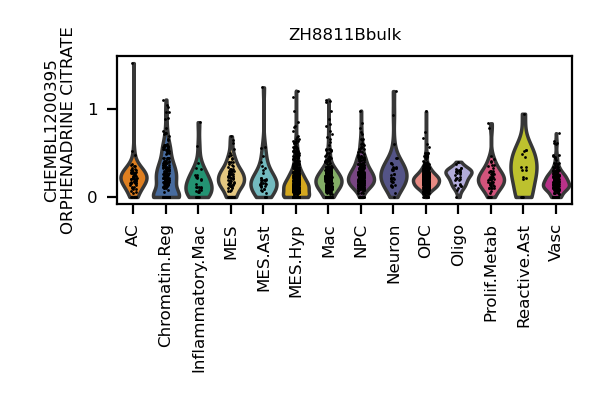 ZH8811Bbulk
CHEMBL1200395
ORPHENADRINE CITRATE
1
0
AC
Chromatin.Reg
Inflammatory.Mac
MES
MES.Ast
MES.Hyp
Mac
NPC
Neuron
OPC
Oligo
Prolif.Metab
Reactive.Ast
Vasc